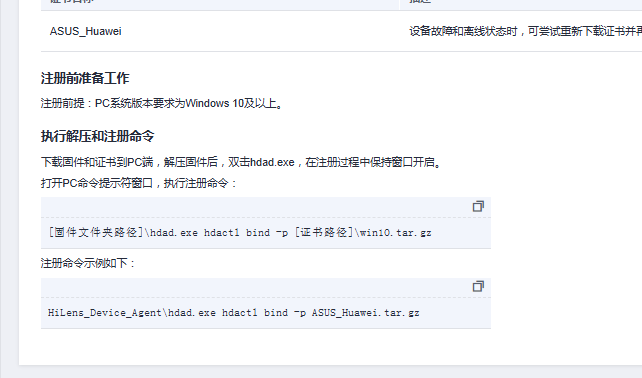 ASUS_Huawei
设备故障和离线状态时，可尝试重新下载证书并再
注册前准备工作
注册前提：PC系统版本要求为Windows 10及以上。
执行解压和注册命令
下载固件和证书到PC端，解压固件后，双击hdad.exe，在注册过程中保持窗口开启。
打开PC命令提示符窗口，执行注册命令：
[固件文件夹路径]\hdad.exe hdactl bind -p [证书路径]\win10.tar.gz
注册命令示例如下：
HiLens_Device_Agent\hdad.exe hdactl bind -p ASUS_Huawei.tar.gz